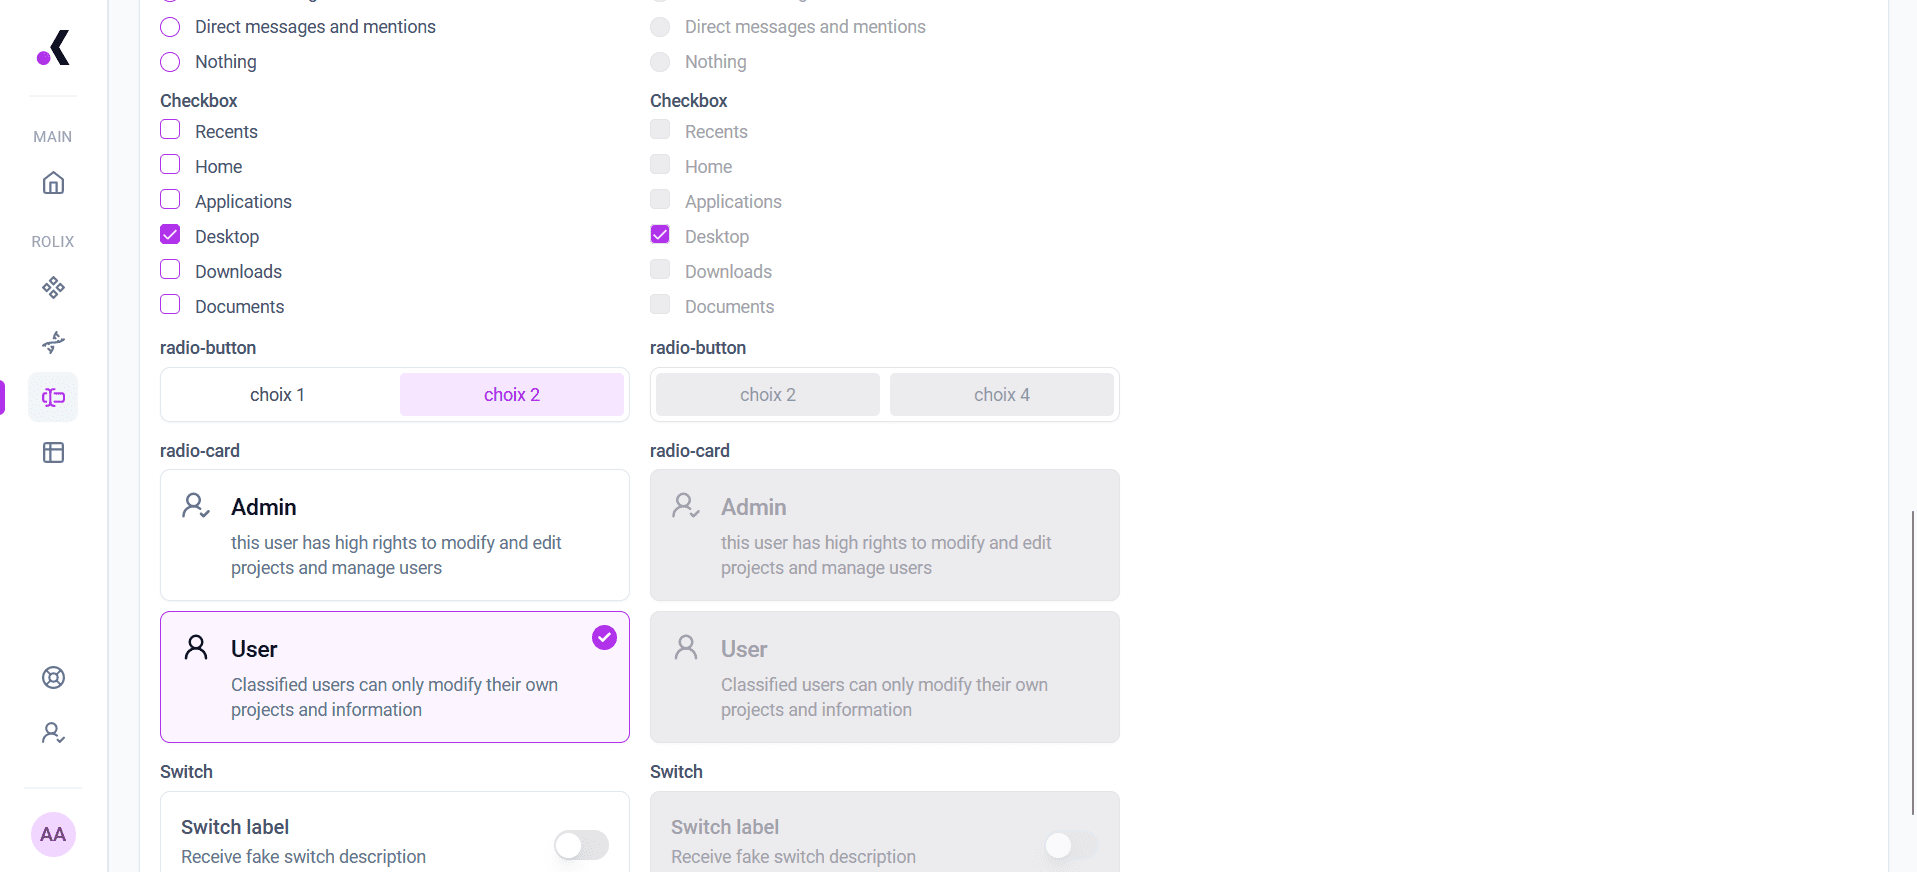 MAIN
ROLIX
AA
Direct messages and mentions
Nothing
Checkbox
Recents
Home
Applications
Desktop
Downloads
Documents
radio-button
choix 1
choix 2
radio-card
Admin
this user has high rights to modify and edit
projects and manage users
User
Classified users can only modify their own
projects and information
Switch
Switch label
Receive fake switch description
Direct messages and mentions
Nothing
Checkbox
Recents
Home
Applications
Desktop
Downloads
Documents
radio-button
choix 2
choix 4
radio-card
Admin
this user has high rights to modify and edit
projects and manage users
User
Classified users can only modify their own
projects and information
Switch
Switch label
Receive fake switch description